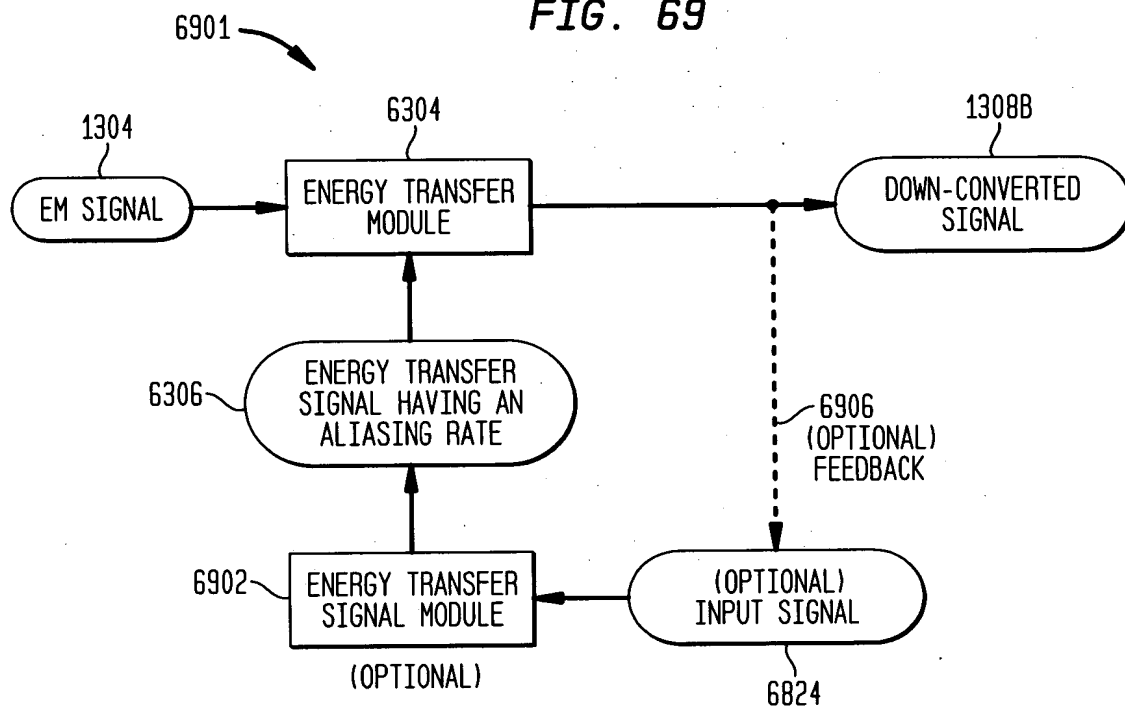 FIG. 69
6901
1304
EM SIGNAL
6304
ENERGY TRANSFER
MODULE
1308B
DOWN-CONVERTED
SIGNAL
6306
ENERGY TRANSFER
SIGNAL HAVING AN
ALIASING RATE
6906
(OPTIONAL)
FEEDBACK
6902
ENERGY TRANSFER
SIGNAL MODULE
(OPTIONAL)
(OPTIONAL)
INPUT SIGNAL
6824